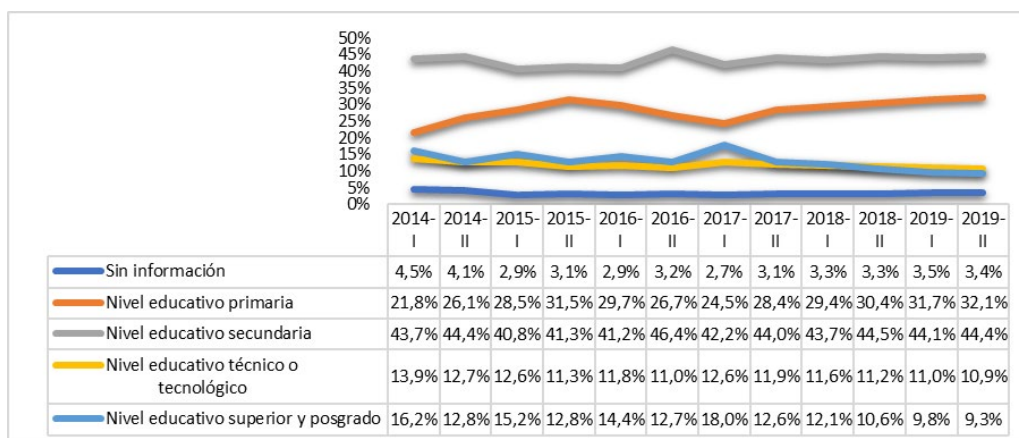 50%
45%
40%
35%
30%
25%
20%
15%
10%
5%
0%
2014-I 2014-II 2015-I 2015-II 2016-I 2016-II 2017-I 2017-II 2018-I 2018-II 2019-I 2019-II
Sin información 4,5% 4,1% 2,9% 3,1% 2,9% 3,2% 2,7% 3,1% 3,3% 3,3% 3,5% 3,4%
Nivel educativo primaria 21,8% 26,1% 28,5% 31,5% 29,7% 26,7% 24,5% 28,4% 29,4% 30,4% 31,7% 32,1%
Nivel educativo secundaria 43,7% 44,4% 40,8% 41,3% 41,2% 46,4% 42,2% 44,0% 43,7% 44,5% 44,1% 44,4%
Nivel educativo técnico o
tecnológico 13,9% 12,7% 12,6% 11,3% 11,8% 11,0% 12,6% 11,9% 11,6% 11,2% 11,0% 10,9%
Nivel educativo superior y posgrado 16,2% 12,8% 15,2% 12,8% 14,4% 12,7% 18,0% 12,6% 12,1% 10,6% 9,8% 9,3%